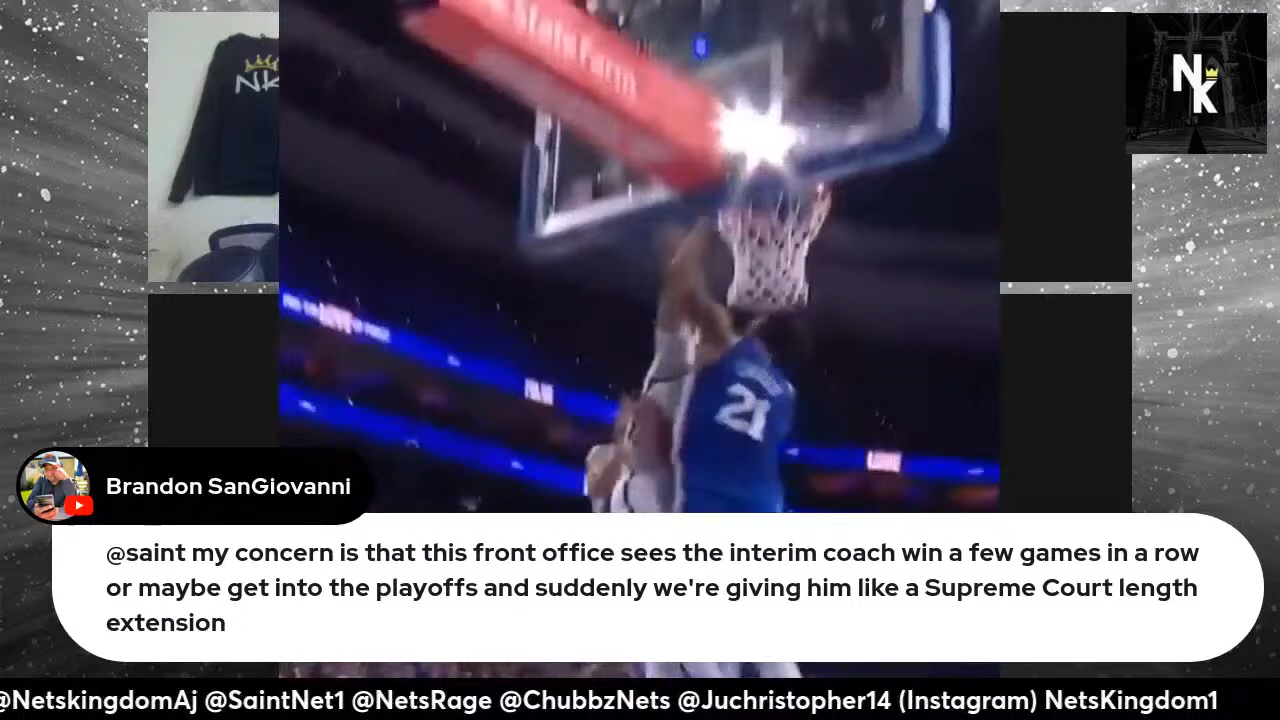 NK
State Farm
NK
21
Brandon SanGiovanni
@saint my concern is that this front office sees the interim coach win a few games in a row
or maybe get into the playoffs and suddenly we're giving him like a Supreme Court length
extension
@NetskingdomAj @SaintNet1 @NetsRage @ChubbzNets @Juchristopher14 (Instagram) NetsKingdom1